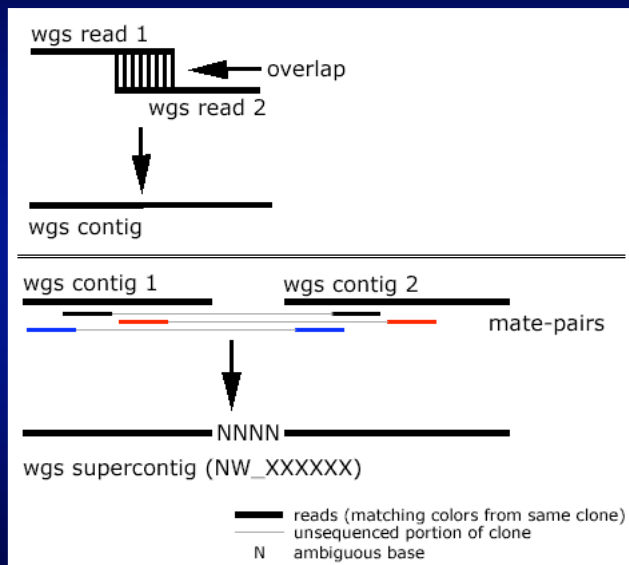 wgs read 1
overlap
wgs read 2
wgs contig
wgs contig 1 wgs contig 2
mate-pairs
NNNN
wgs supercontig (NW_XXXXXX)
reads (matching colors from same clone)
unsequenced portion of clone
N ambiguous base